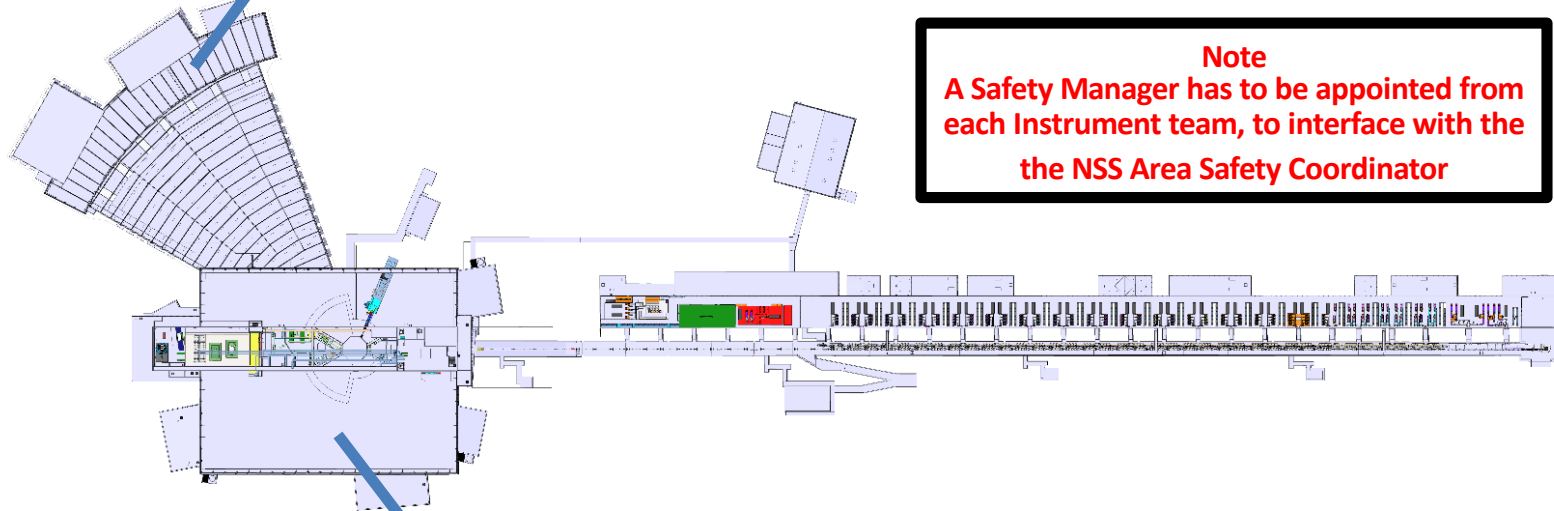 Note
A Safety Manager has to be appointed from
each Instrument team, to interface with the
the NSS Area Safety Coordinator